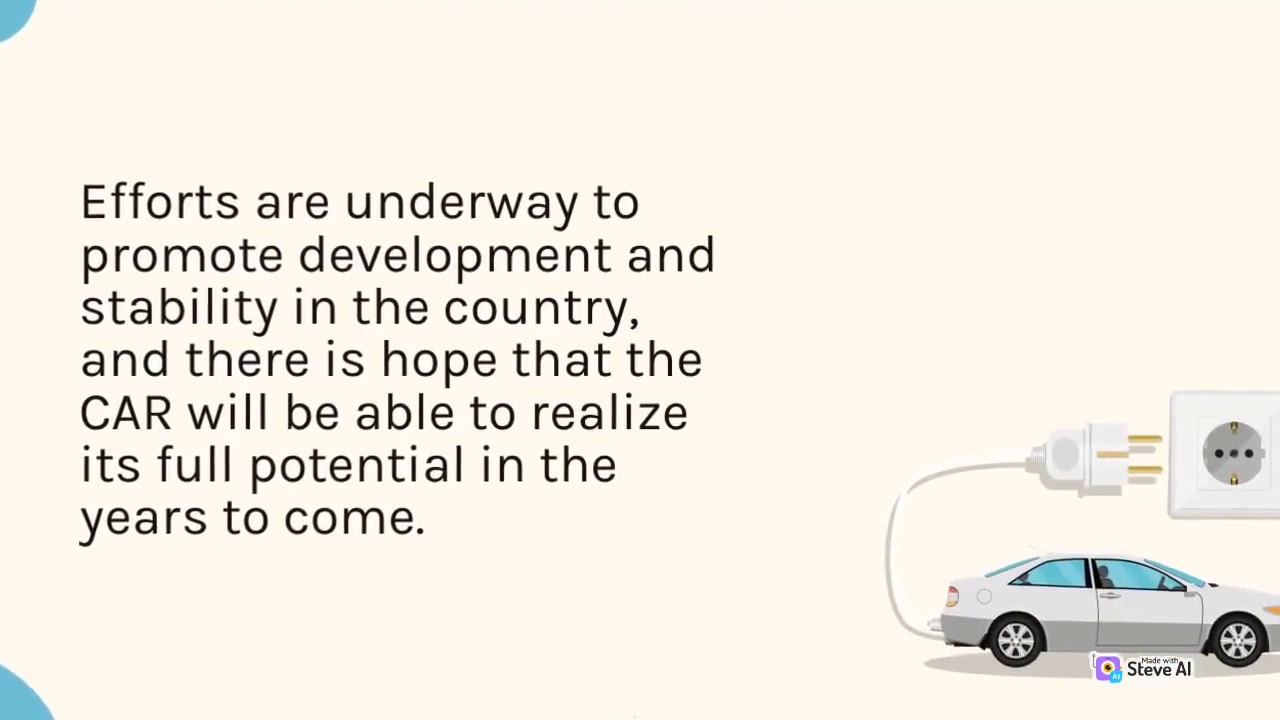 Efforts are underway to
promote development and
stability in the country,
and there is hope that the
CAR will be able to realize
its full potential in the
years to come.
Made with
Steve AI
AI